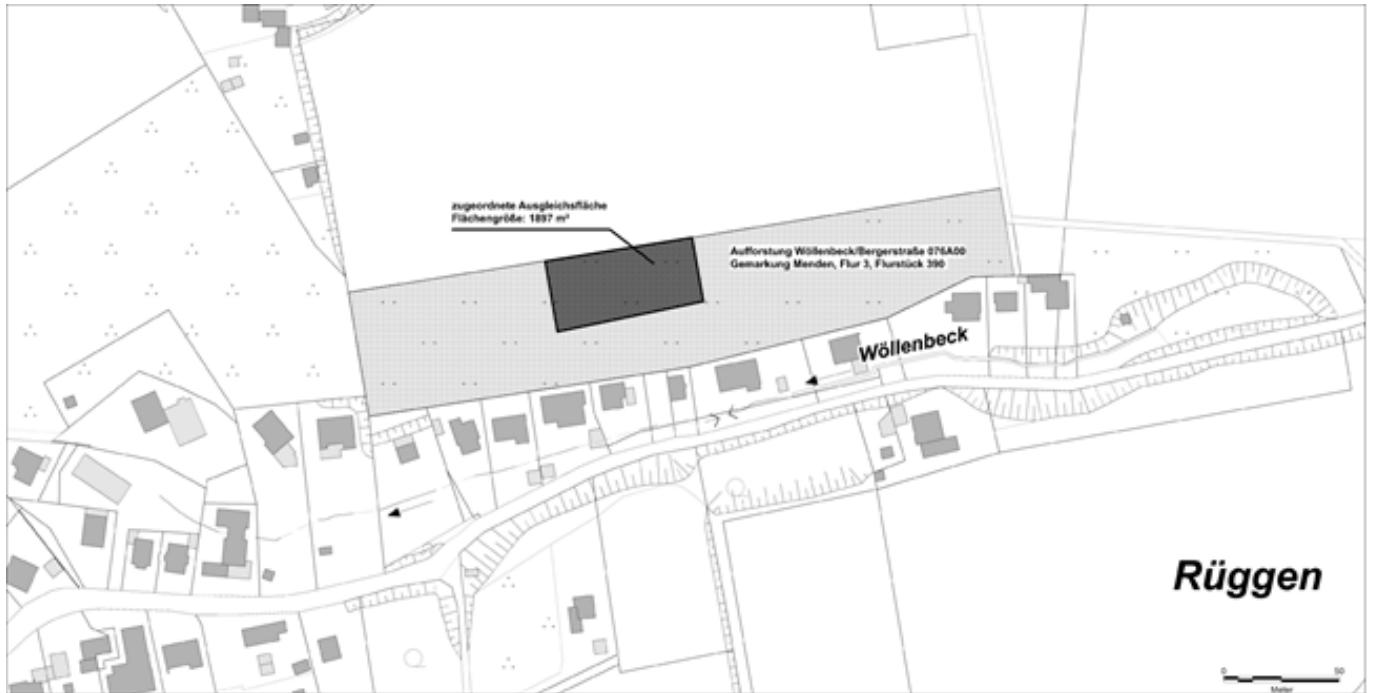 zugeordnete Ausgleichsfläche
Flächengröße: 1897 m²
Aufforstung Wöllenbeck/Bergerstraße 076A00
Gemarkung Menden, Flur 3, Flurstück 390
Wöllenbeck
Rüggen
0 50
Meter